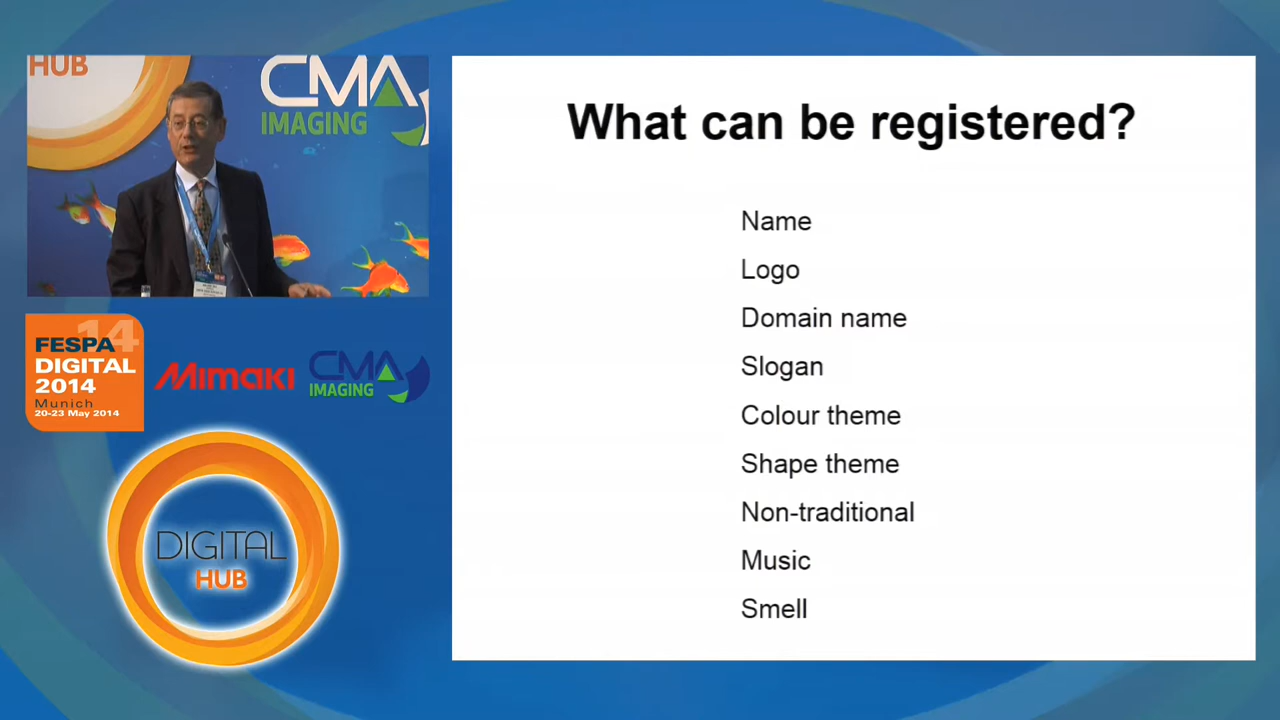 HUB
CMA
IMAGING
FESPA 14
DIGITAL
2014
Munich
20-23 May 2014
Mimaki
CMA
IMAGING
DIGITAL
HUB
What can be registered?
Name
Logo
Domain name
Slogan
Colour theme
Shape theme
Non-traditional
Music
Smell